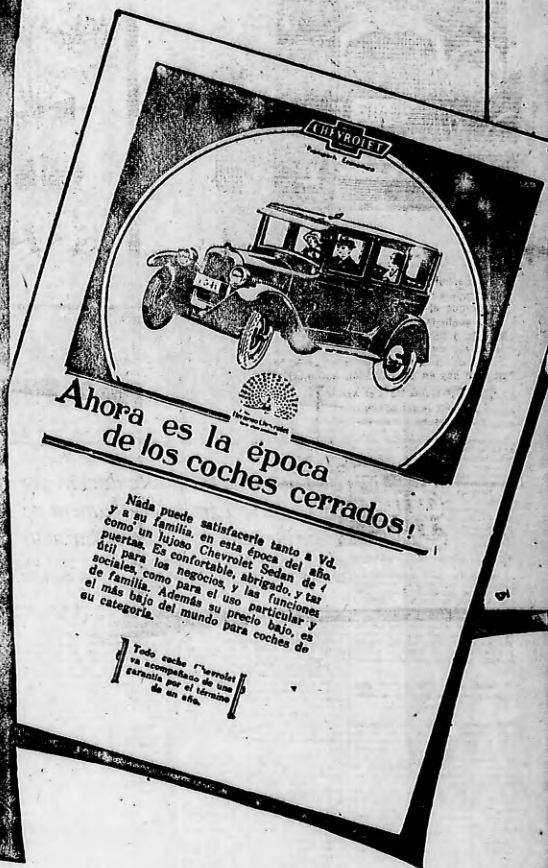 CHEVROLET
Hermoso Chevrolet
Ahora es la época
de los coches cerrados!
Nada puede satisfacerle tanto a Vd.
y a su familia, en esta época del año,
como un lujoso Chevrolet Sedan de 4
puertas. Es confortable, abrigado, y tan
útil para los negocios, y las funciones
sociales, como para el uso particular y
de familia. Además su precio bajo, es
el más bajo del mundo para coches de
su categoría.
Todo coche Chevrolet
va acompañado de una
garantía por el término
de un año.